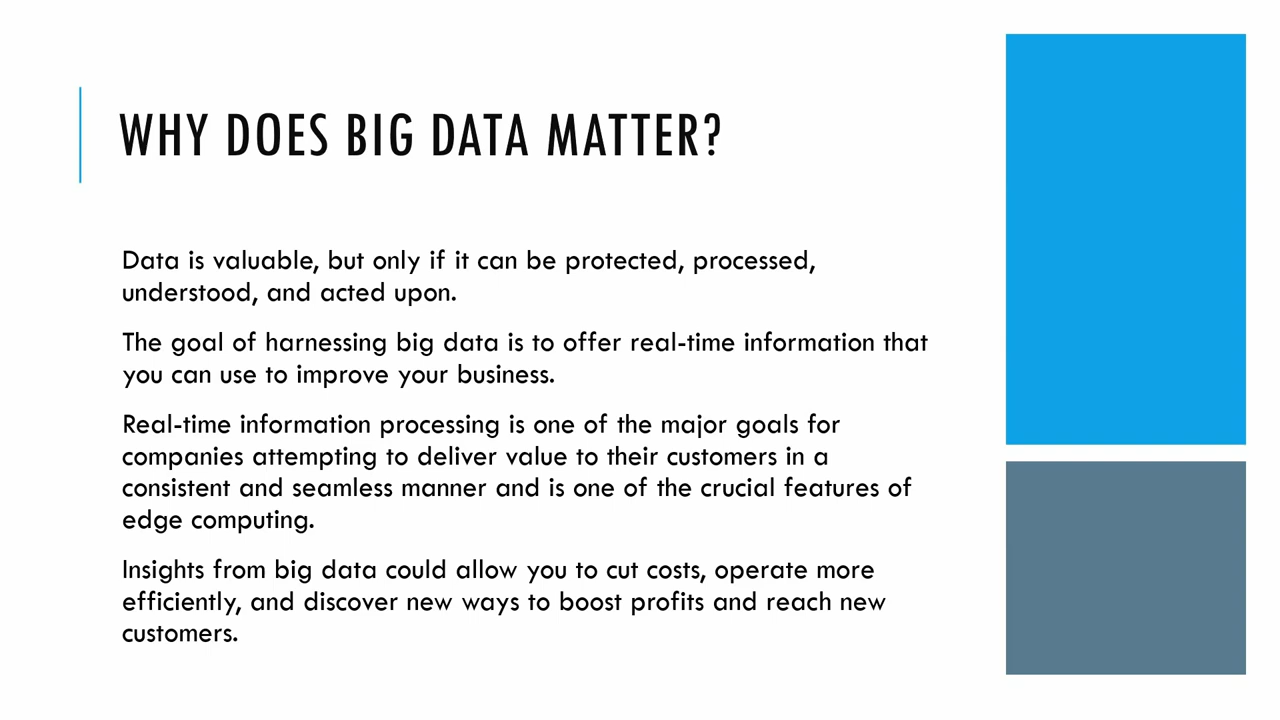 WHY DOES BIG DATA MATTER?
Data is valuable, but only if it can be protected, processed,
understood, and acted upon.
The goal of harnessing big data is to offer real-time information that
you can use to improve your business.
Real-time information processing is one of the major goals for
companies attempting to deliver value to their customers in a
consistent and seamless manner and is one of the crucial features of
edge computing.
Insights from big data could allow you to cut costs, operate more
efficiently, and discover new ways to boost profits and reach new
customers.